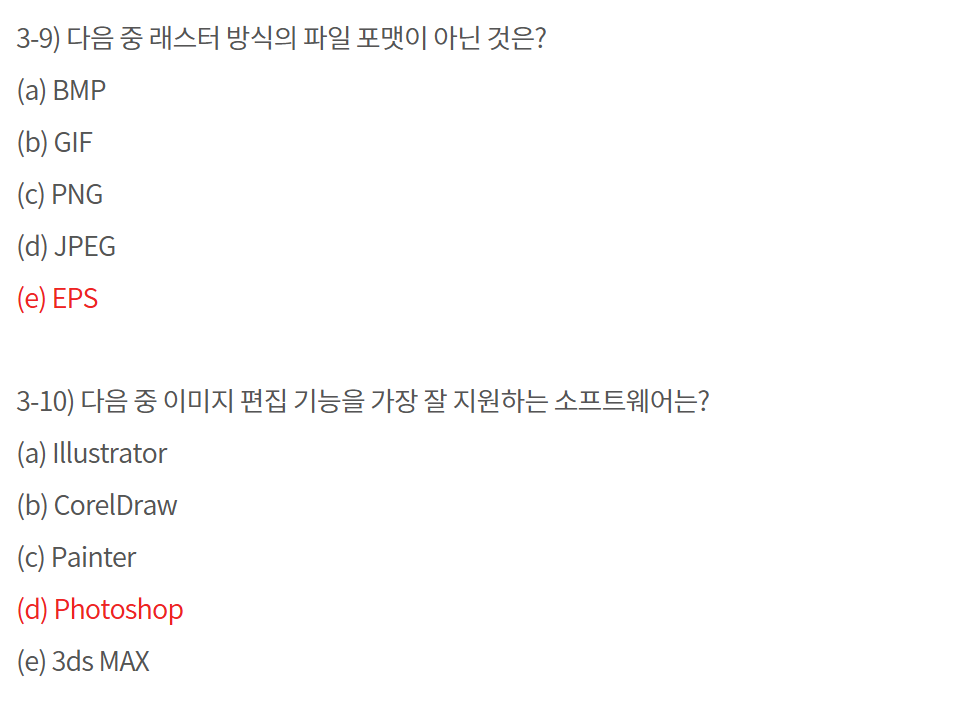 3-9) 다음 중 래스터 방식의 파일 포맷이 아닌 것은?
(a) BMP
(b) GIF
(c) PNG
(d) JPEG
(e) EPS
3-10) 다음 중 이미지 편집 기능을 가장 잘 지원하는 소프트웨어는?
(a) Illustrator
(b) CorelDraw
(c) Painter
(d) Photoshop
(e) 3ds MAX